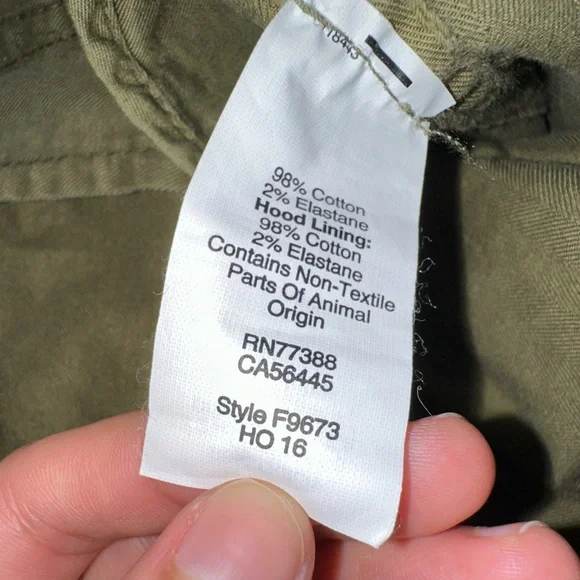 98% Cotton
2% Elastane
Hood Lining:
98% Cotton
2% Elastane
Contains Non-Textile
Parts Of Animal
Origin
RN77388
CA56445
Style F9673
HO 16